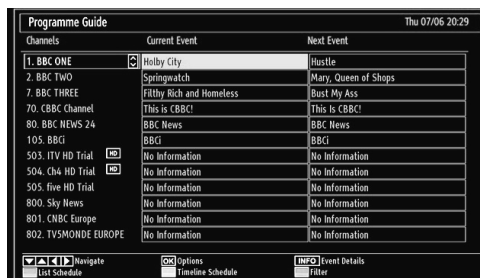 Programme Guide Thu 07/06 20:29
Channels Current Event Next Event
1. BBC ONE Holby City Hustle
2. BBC TWO Springwatch Mary, Queen of Shops
7. BBC THREE Filthy Rich and Homeless Bust My Ass
70. CBBC Channel This is CBBC! This Is CBBC!
80. BBC NEWS 24 BBC News BBC News
105. BBCi BBCi BBCi
503. ITV HD Trial HD No Information No Information
504. Ch4 HD Trial HD No Information No Information
505. five HD Trial No Information No Information
800. Sky News No Information No Information
801. CNBC Europe No Information No Information
802. TV5MONDE EUROPE No Information No Information
Navigate OK Options INFO Event Details
List Schedule Timeline Schedule Filter